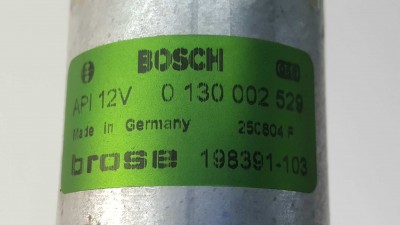 BOSCH
API 12V 0 130 002 529
Made in Germany 25C804 P
brose 198391-103